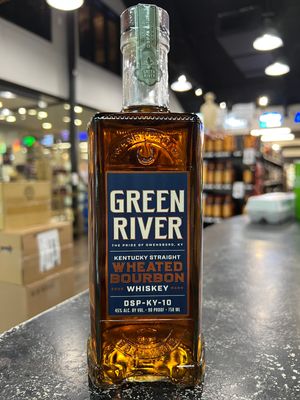 GREEN
RIVER
THE PRIDE OF OWENSBORO, KY
KENTUCKY STRAIGHT
WHEATED
BOURBON
WHISKEY
DSP-KY-10
45% ALC. BY VOL · 90 PROOF · 750 ML